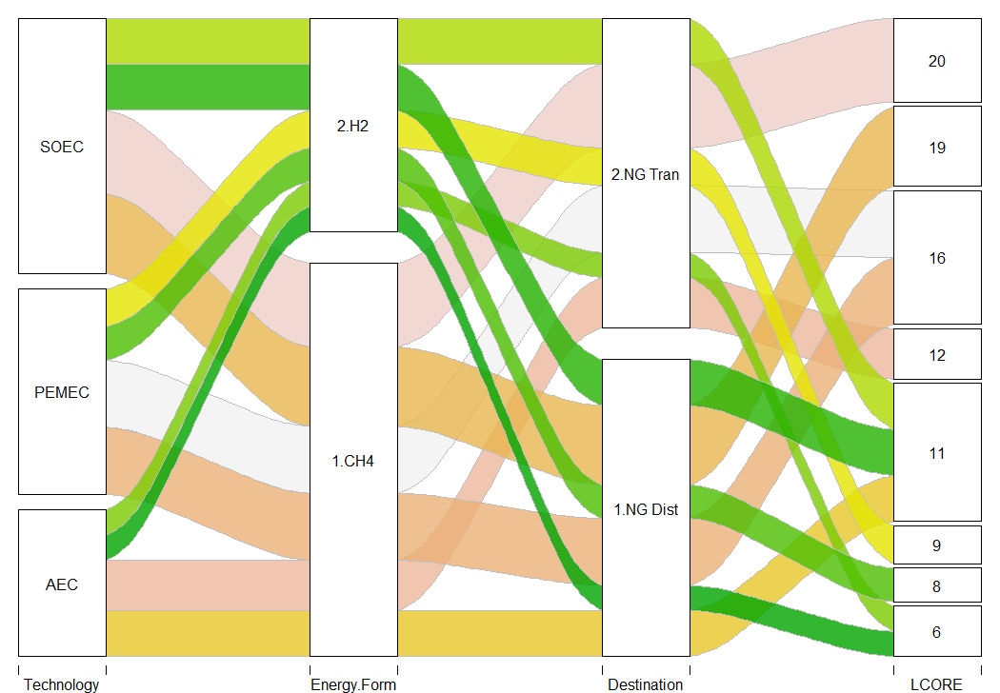 SOEC
PEMEC
AEC
2.H2
1.CH4
2.NG Tran
1.NG Dist
20
19
16
12
11
9
8
6
Technology
Energy.Form
Destination
LCORE